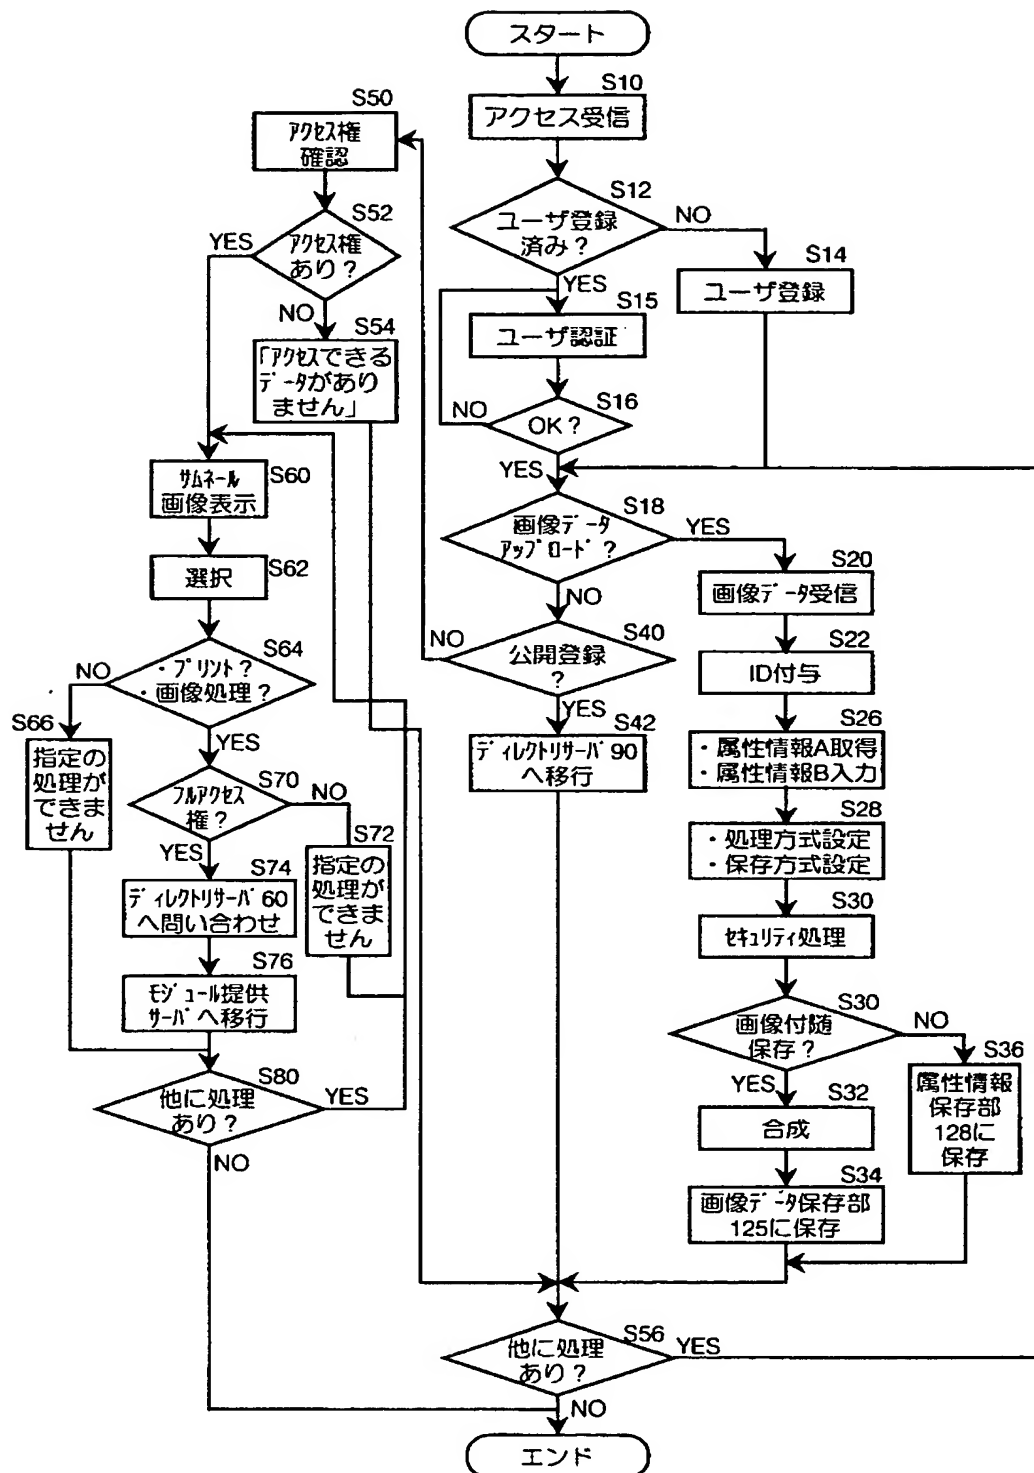 スタート
S10
アクセス受信
S12
ユーザ登録
済み?
NO
YES
S14
ユーザ登録
S15
ユーザ認証
S16
OK?
NO
YES
S18
画像データ
アップロード?
YES
NO
S20
画像データ受信
S22
ID付与
S26
・属性情報A取得
・属性情報B入力
S28
・処理方式設定
・保存方式設定
S30
セキュリティ処理
S30
画像付随
保存?
NO
YES
S36
属性情報
保存部
128に
保存
S32
合成
S34
画像データ保存部
125に保存
S40
公開登録
?
NO
YES
S42
ディレクトリサーバ90
へ移行
S50
アクセス権
確認
S52
アクセス権
あり?
YES
NO
S54
「アクセスできる
データがあり
ません」
S60
サムネール
画像表示
S62
選択
S64
・プリント?
・画像処理?
NO
YES
S66
指定の
処理が
できま
せん
S70
フルアクセス
権?
NO
YES
S72
指定の
処理が
できま
せん
S74
ディレクトリサーバ60
へ問い合わせ
S76
モジュール提供
サーバへ移行
S80
他に処理
あり?
YES
NO
S56
他に処理
あり?
YES
NO
エンド